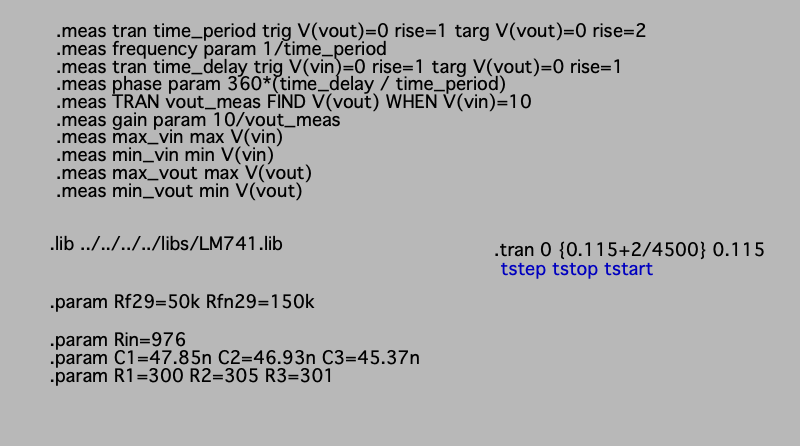 .meas tran time_period trig V(vout)=0 rise=1 targ V(vout)=0 rise=2
.meas frequency param 1/time_period
.meas tran time_delay trig V(vin)=0 rise=1 targ V(vout)=0 rise=1
.meas phase param 360*(time_delay / time_period)
.meas TRAN vout_meas FIND V(vout) WHEN V(vin)=10
.meas gain param 10/vout_meas
.meas max_vin max V(vin)
.meas min_vin min V(vin)
.meas max_vout max V(vout)
.meas min_vout min V(vout)
.lib ../../../../libs/LM741.lib
.tran 0 {0.115+2/4500} 0.115
tstep tstop tstart
.param Rf29=50k Rfn29=150k
.param Rin=976
.param C1=47.85n C2=46.93n C3=45.37n
.param R1=300 R2=305 R3=301